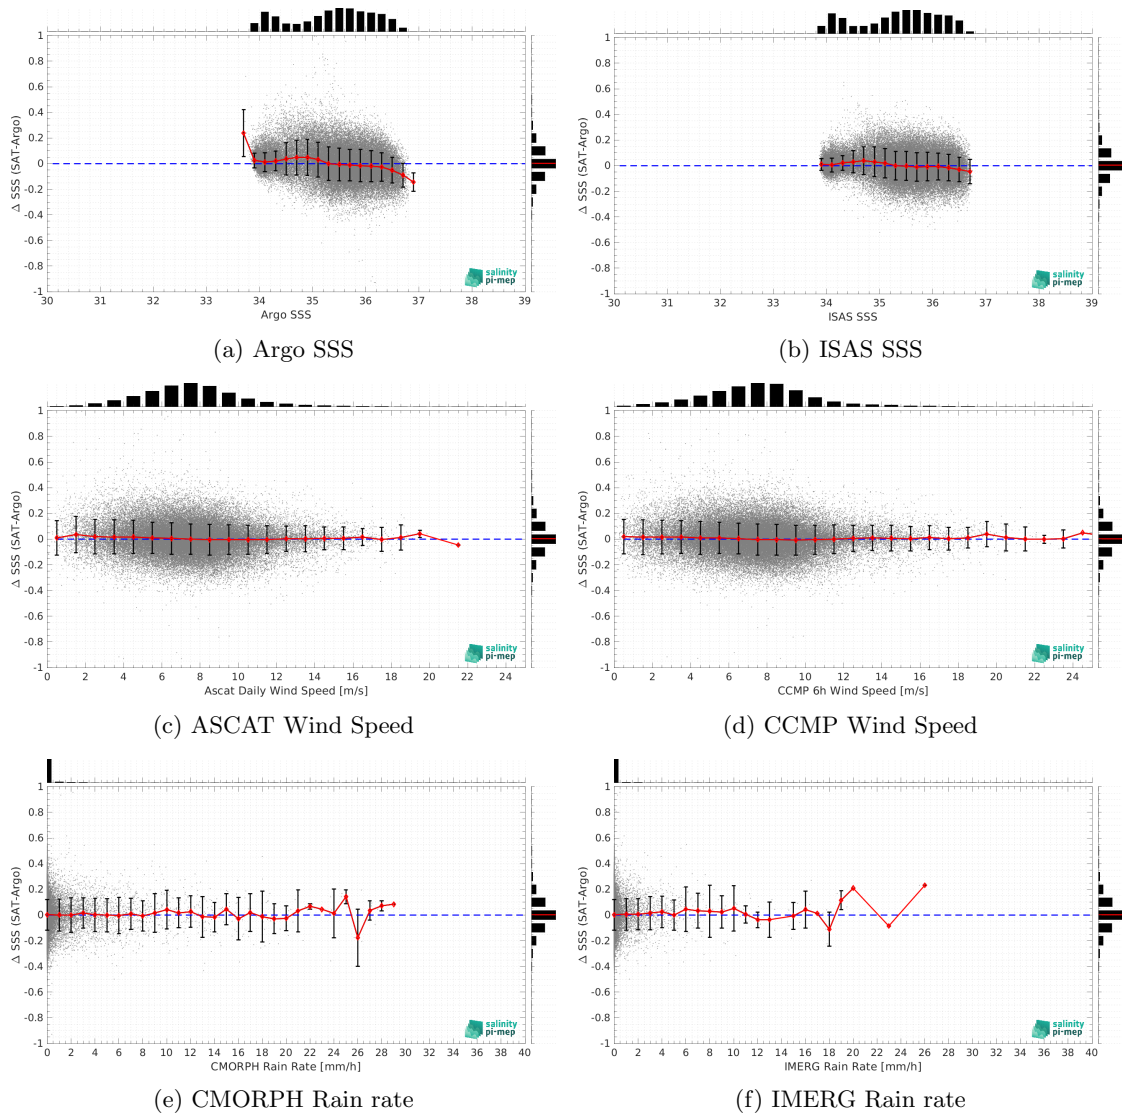 1
0.8
0.6
0.4
0.2
0
-0.2
-0.4
-0.6
-0.8
-1
Δ SSS (SAT-Argo)
30 31 32 33 34 35 36 37 38 39
Argo SSS
salinity
pi-mep
(a) Argo SSS
1
0.8
0.6
0.4
0.2
0
-0.2
-0.4
-0.6
-0.8
-1
Δ SSS (SAT-Argo)
30 31 32 33 34 35 36 37 38 39
ISAS SSS
salinity
pi-mep
(b) ISAS SSS
1
0.8
0.6
0.4
0.2
0
-0.2
-0.4
-0.6
-0.8
-1
Δ SSS (SAT-Argo)
0 2 4 6 8 10 12 14 16 18 20 22 24
Ascat Daily Wind Speed [m/s]
salinity
pi-mep
(c) ASCAT Wind Speed
1
0.8
0.6
0.4
0.2
0
-0.2
-0.4
-0.6
-0.8
-1
Δ SSS (SAT-Argo)
0 2 4 6 8 10 12 14 16 18 20 22 24
CCMP 6h Wind Speed [m/s]
salinity
pi-mep
(d) CCMP Wind Speed
1
0.8
0.6
0.4
0.2
0
-0.2
-0.4
-0.6
-0.8
-1
Δ SSS (SAT-Argo)
0 2 4 6 8 10 12 14 16 18 20 22 24 26 28 30 32 34 36 38 40
CMORPH Rain Rate [mm/h]
salinity
pi-mep
(e) CMORPH Rain rate
1
0.8
0.6
0.4
0.2
0
-0.2
-0.4
-0.6
-0.8
-1
Δ SSS (SAT-Argo)
0 2 4 6 8 10 12 14 16 18 20 22 24 26 28 30 32 34 36 38 40
IMERG Rain Rate [mm/h]
salinity
pi-mep
(f) IMERG Rain rate